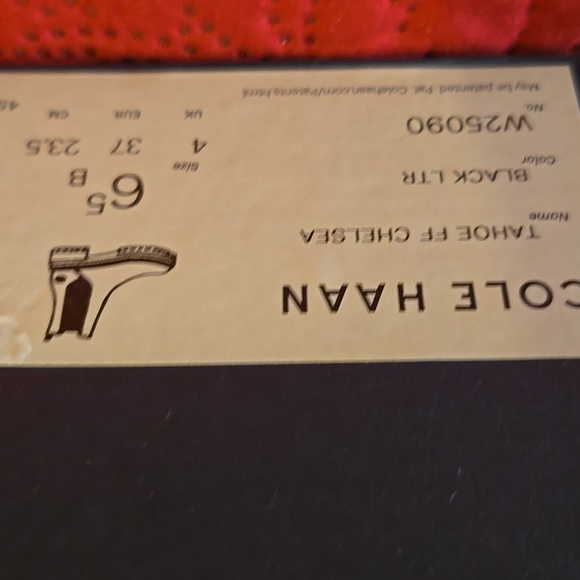 COLE HAAN
Name
TAHOE FF CHELSEA
Color
BLACK LTR
No.
W25090
May be patented. Pat. Colehaan.com/Patents.html
Size
6 5 B
4 37 23.5
UK EUR CM